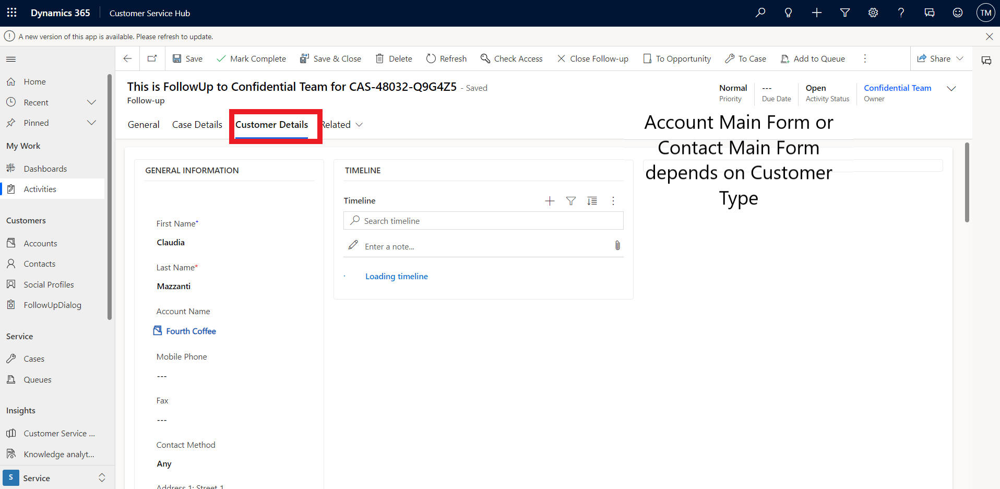 Dynamics 365 Customer Service Hub TM
A new version of this app is available. Please refresh to update.
Save Mark Complete Save & Close Delete Refresh Check Access Close Follow-up To Opportunity To Case Add to Queue Share
Home
Recent
Pinned
My Work
Dashboards
Activities
Customers
Accounts
Contacts
Social Profiles
FollowUpDialog
Service
Cases
Queues
Insights
Customer Service ...
Knowledge analyt...
S Service
This is FollowUp to Confidential Team for CAS-48032-Q9G4Z5 - Saved
Follow-up
Normal
Priority
---
Due Date
Open
Activity Status
Confidential Team
Owner
General Case Details Customer Details Related
Account Main Form or
Contact Main Form
depends on Customer
Type
GENERAL INFORMATION
First Name+
Claudia
Last Name*
Mazzanti
Account Name
Fourth Coffee
Mobile Phone
---
Fax
---
Contact Method
Any
Address 1: Street 1
TIMELINE
Timeline
Search timeline
Enter a note...
Loading timeline